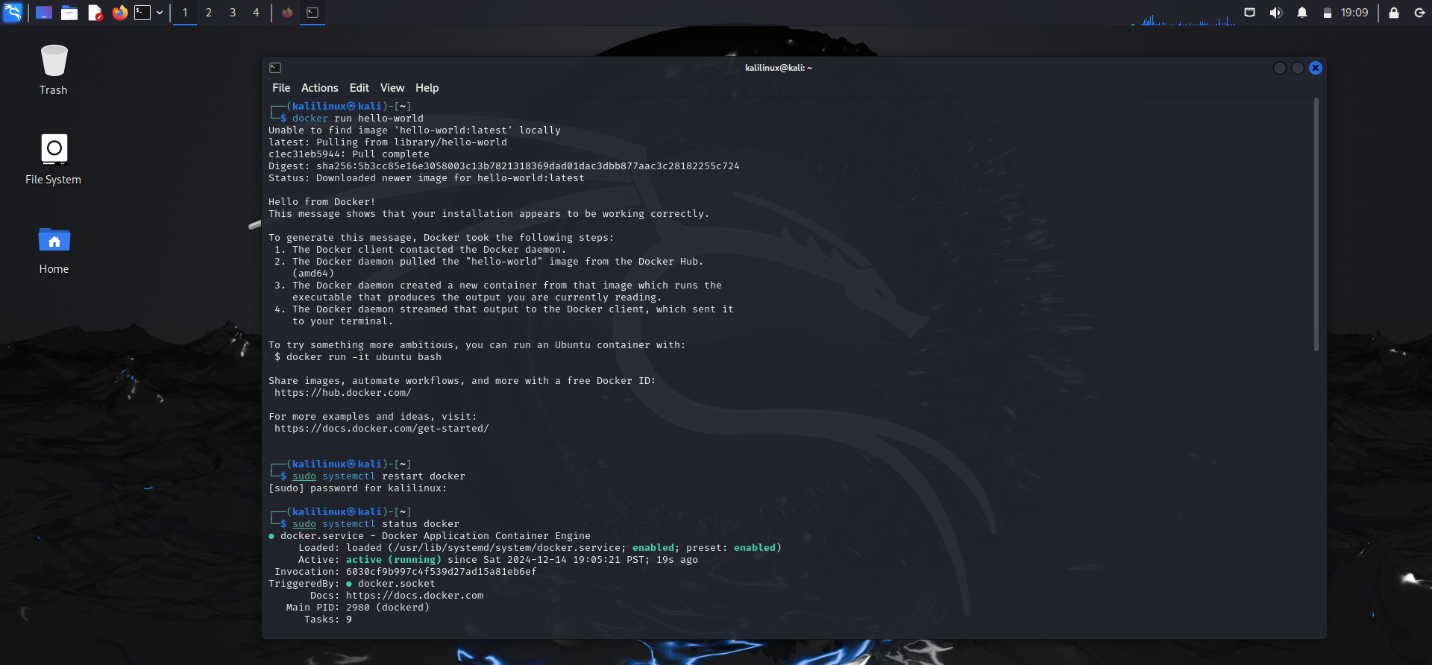 1 2 3 4
19:09
Trash
File System
Home
kalilinux@kali: ~
File Actions Edit View Help
┌──(kalilinux㉿kali)-[~]
└─$ docker run hello-world
Unable to find image 'hello-world:latest' locally
latest: Pulling from library/hello-world
c1ec31eb5944: Pull complete
Digest: sha256:5b3cc85e16e3058003c13b7821318369dad01dac3dbb877aac3c28182255c724
Status: Downloaded newer image for hello-world:latest
Hello from Docker!
This message shows that your installation appears to be working correctly.
To generate this message, Docker took the following steps:
1. The Docker client contacted the Docker daemon.
2. The Docker daemon pulled the "hello-world" image from the Docker Hub.
(amd64)
3. The Docker daemon created a new container from that image which runs the
executable that produces the output you are currently reading.
4. The Docker daemon streamed that output to the Docker client, which sent it
to your terminal.
To try something more ambitious, you can run an Ubuntu container with:
$ docker run -it ubuntu bash
Share images, automate workflows, and more with a free Docker ID:
https://hub.docker.com/
For more examples and ideas, visit:
https://docs.docker.com/get-started/
┌──(kalilinux㉿kali)-[~]
└─$ sudo systemctl restart docker
[sudo] password for kalilinux:
┌──(kalilinux㉿kali)-[~]
└─$ sudo systemctl status docker
● docker.service - Docker Application Container Engine
Loaded: loaded (/usr/lib/systemd/system/docker.service; enabled; preset: enabled)
Active: active (running) since Sat 2024-12-14 19:05:21 PST; 19s ago
Invocation: 6030cf9b997c4f539d27ad15a81eb6ef
TriggeredBy: ● docker.socket
Docs: https://docs.docker.com
Main PID: 2980 (dockerd)
Tasks: 9